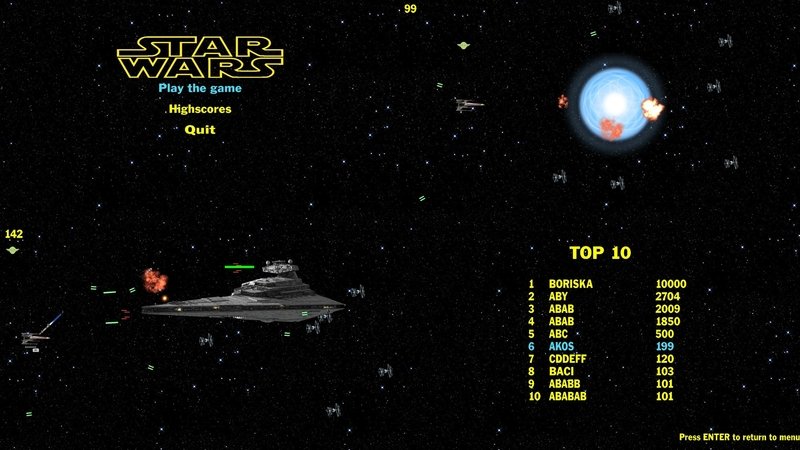 99
STAR
WARS
Play the game
Highscores
Quit
142
TOP 10
1 BORISKA 10000
2 ABY 2704
3 ABAB 2009
4 ABAB 1850
5 ABC 500
6 AKOS 199
7 CDDEFF 120
8 BACI 103
9 ABABB 101
10 ABABAB 101
Press ENTER to return to menu